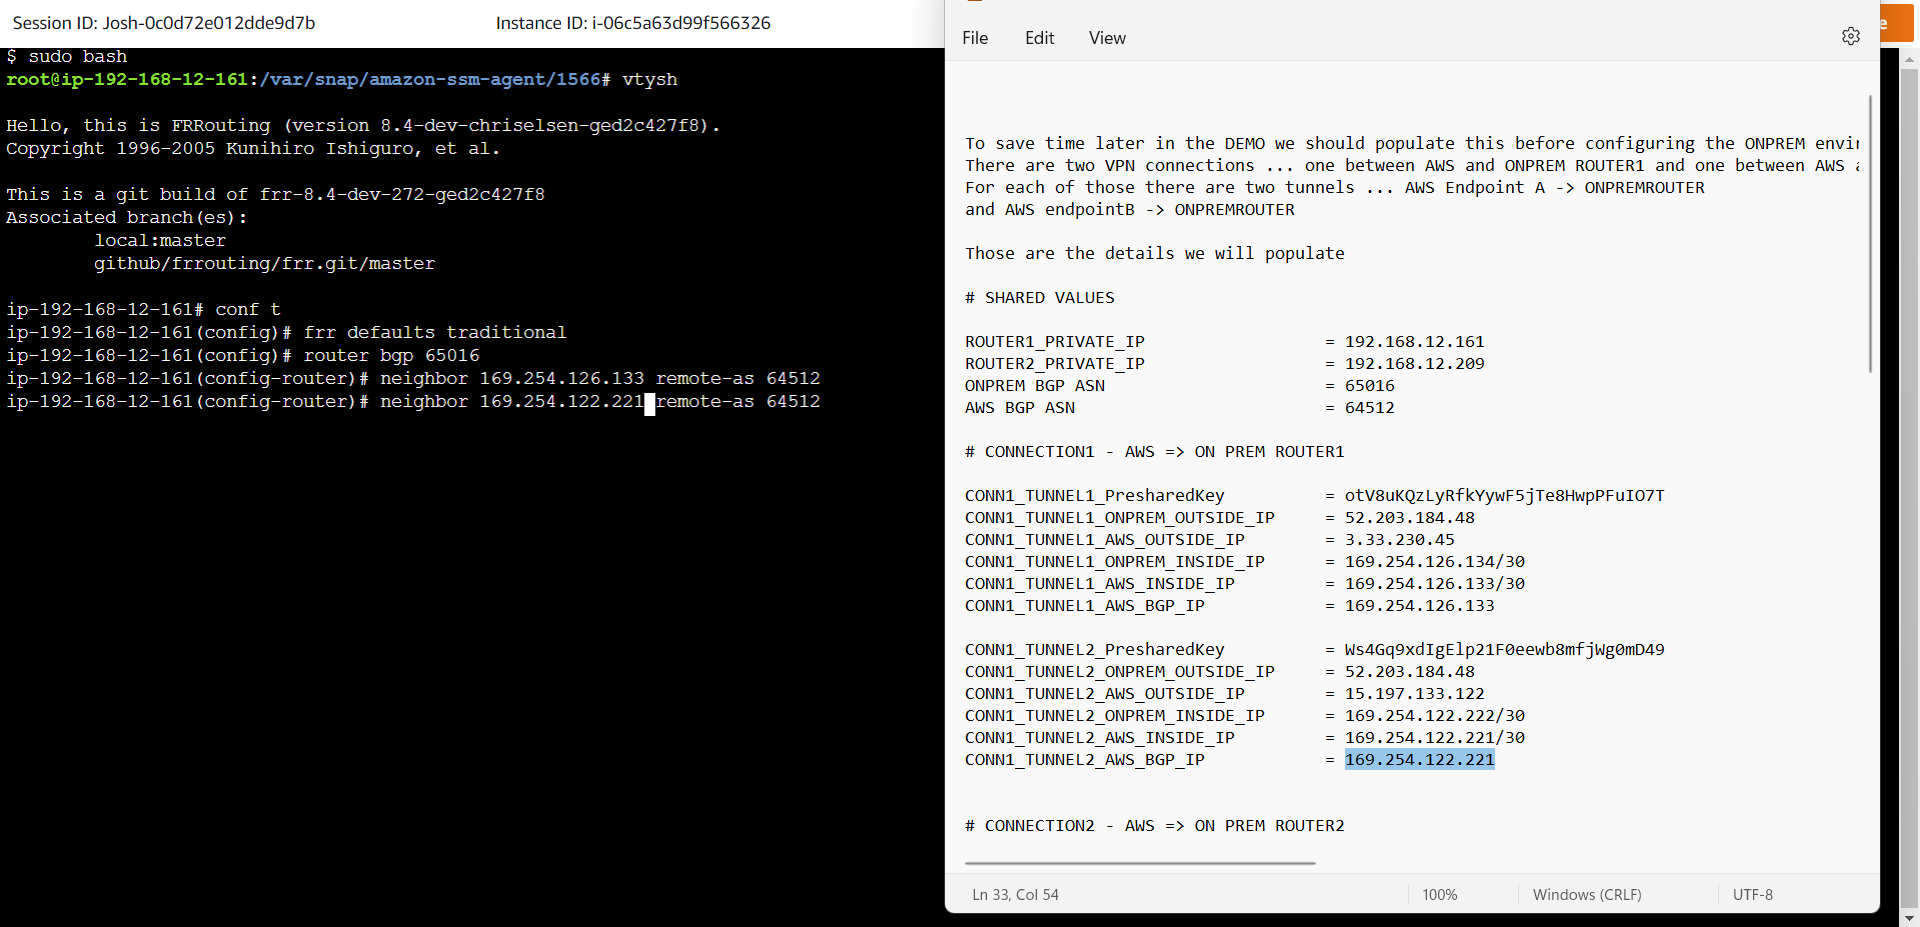 Session ID: Josh-0c0d72e012dde9d7b
Instance ID: i-06c5a63d99f566326
$ sudo bash
root@ip-192-168-12-161:/var/snap/amazon-ssm-agent/1566# vtysh
Hello, this is FRRouting (version 8.4-dev-chriselsen-ged2c427f8).
Copyright 1996-2005 Kunihiro Ishiguro, et al.
This is a git build of frr-8.4-dev-272-ged2c427f8
Associated branch(es):
local:master
github/frrouting/frr.git/master
ip-192-168-12-161# conf t
ip-192-168-12-161(config)# frr defaults traditional
ip-192-168-12-161(config)# router bgp 65016
ip-192-168-12-161(config-router)# neighbor 169.254.126.133 remote-as 64512
ip-192-168-12-161(config-router)# neighbor 169.254.122.221 remote-as 64512
File Edit View
To save time later in the DEMO we should populate this before configuring the ONPREM
There are two VPN connections ... one between AWS and ONPREM ROUTER1 and one between AWS
For each of those there are two tunnels ... AWS Endpoint A -> ONPREMROUTER
and AWS endpointB -> ONPREMROUTER
Those are the details we will populate
# SHARED VALUES
ROUTER1_PRIVATE_IP = 192.168.12.161
ROUTER2_PRIVATE_IP = 192.168.12.209
ONPREM BGP ASN = 65016
AWS BGP ASN = 64512
# CONNECTION1 - AWS => ON PREM ROUTER1
CONN1_TUNNEL1_PresharedKey = otV8uKQzLyRfkYywF5jTe8HwpPFuIO7T
CONN1_TUNNEL1_ONPREM_OUTSIDE_IP = 52.203.184.48
CONN1_TUNNEL1_AWS_OUTSIDE_IP = 3.33.230.45
CONN1_TUNNEL1_ONPREM_INSIDE_IP = 169.254.126.134/30
CONN1_TUNNEL1_AWS_INSIDE_IP = 169.254.126.133/30
CONN1_TUNNEL1_AWS_BGP_IP = 169.254.126.133
CONN1_TUNNEL2_PresharedKey = Ws4Gq9xdIgElp21F0eewb8mfjWg0mD49
CONN1_TUNNEL2_ONPREM_OUTSIDE_IP = 52.203.184.48
CONN1_TUNNEL2_AWS_OUTSIDE_IP = 15.197.133.122
CONN1_TUNNEL2_ONPREM_INSIDE_IP = 169.254.122.222/30
CONN1_TUNNEL2_AWS_INSIDE_IP = 169.254.122.221/30
CONN1_TUNNEL2_AWS_BGP_IP = 169.254.122.221
# CONNECTION2 - AWS => ON PREM ROUTER2
Ln 33, Col 54
100%
Windows (CRLF)
UTF-8